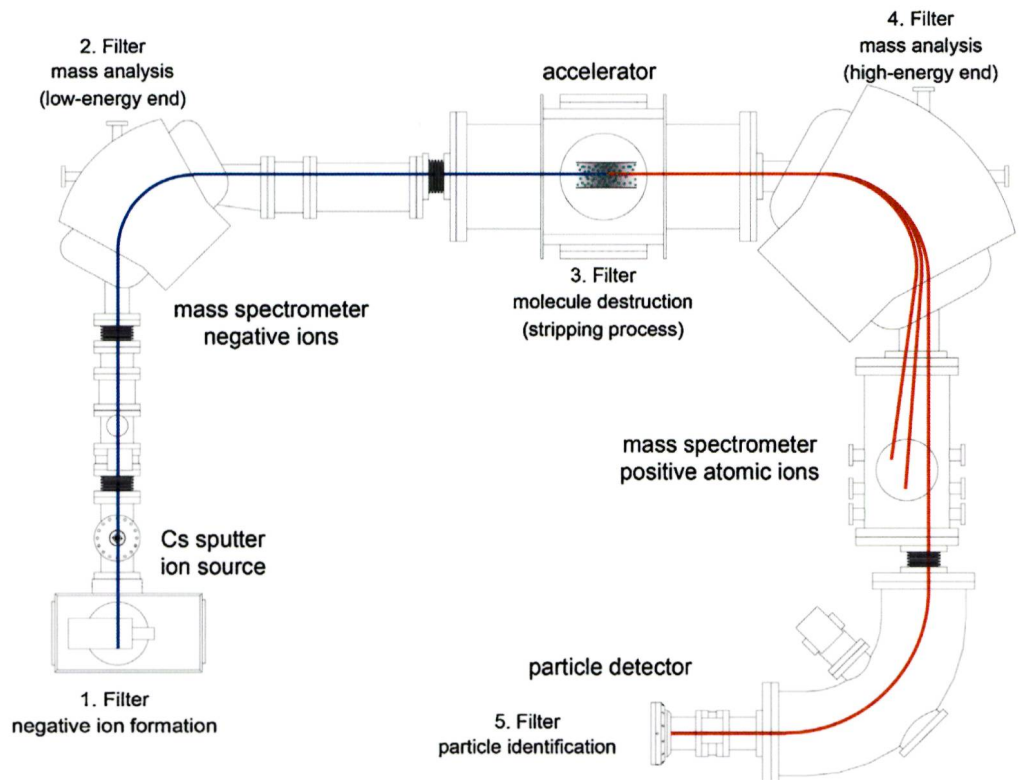 2. Filter
mass analysis
(low-energy end)
accelerator
4. Filter
mass analysis
(high-energy end)
3. Filter
molecule destruction
(stripping process)
mass spectrometer
negative ions
mass spectrometer
positive atomic ions
Cs sputter
ion source
1. Filter
negative ion formation
particle detector
5. Filter
particle identification